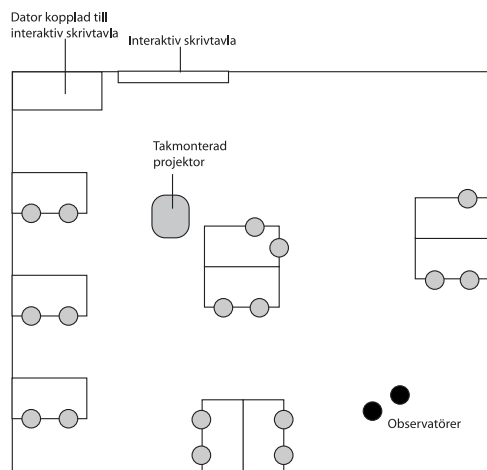 Dator kopplad till
interaktiv skrivtavla
Interaktiv skrivtavla
Takmonterad
projektor
Observatörer